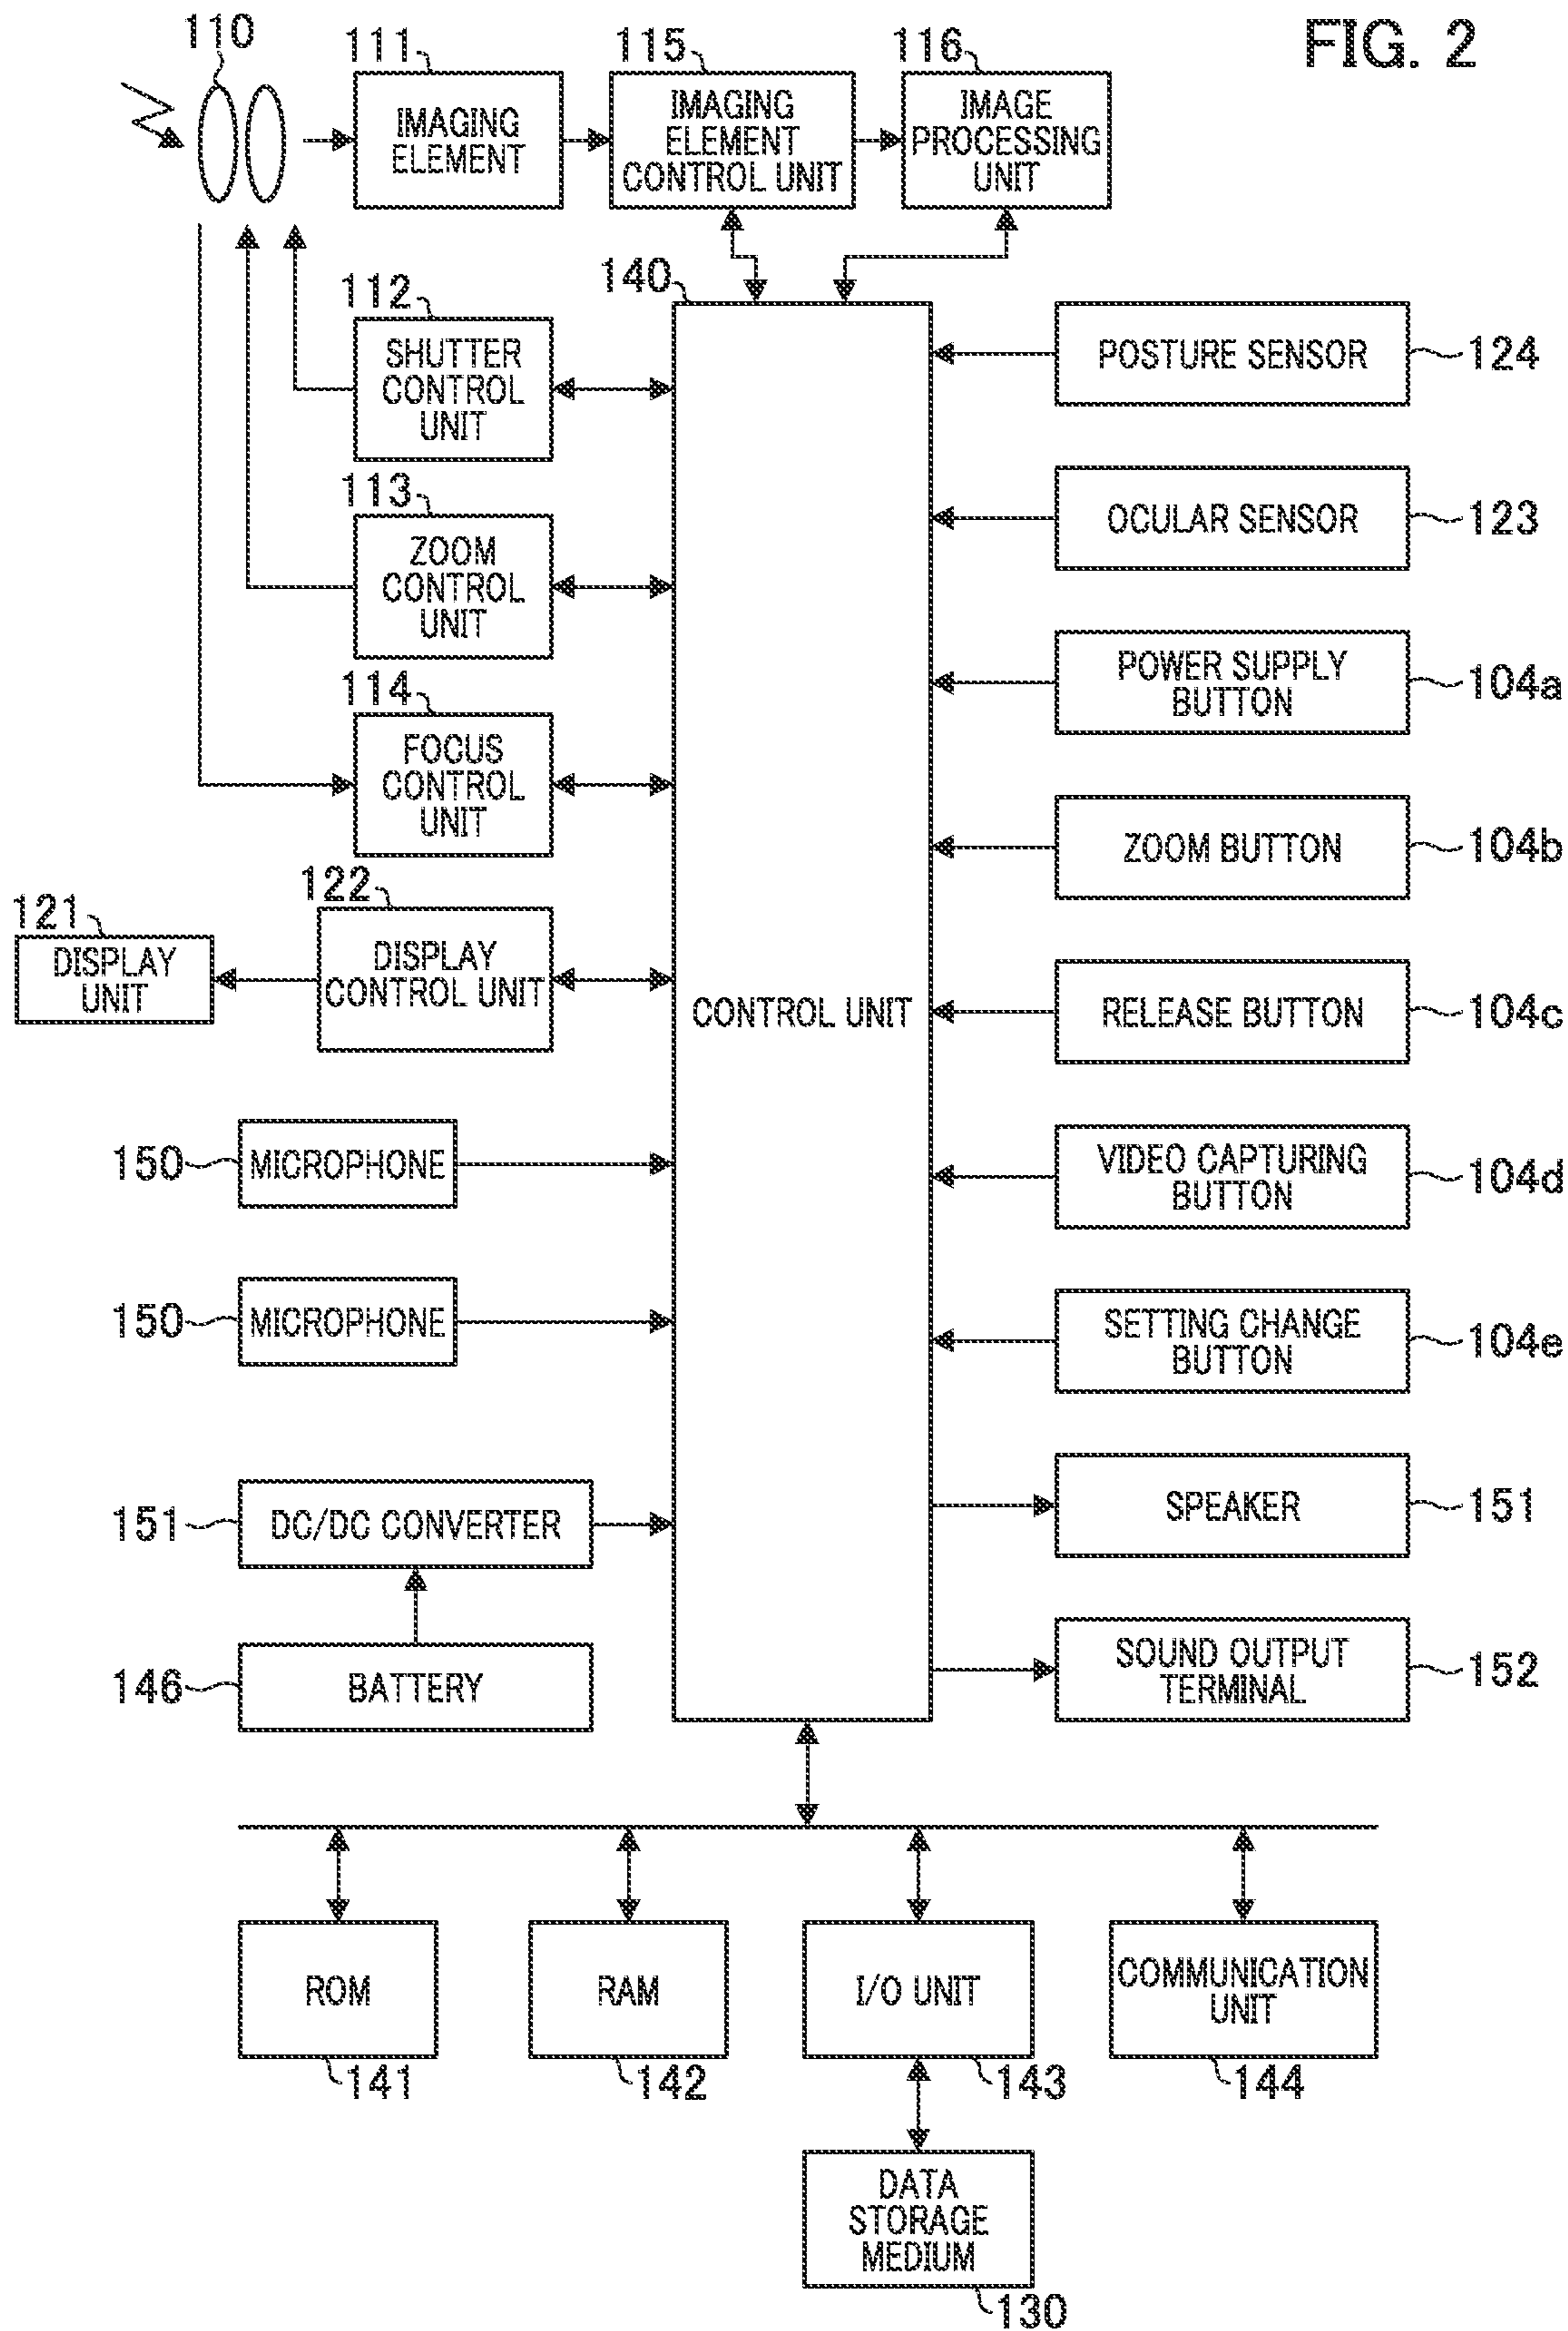 FIG. 2
110
111
115
116
IMAGING
ELEMENT
IMAGING
ELEMENT
CONTROL UNIT
IMAGE
PROCESSING
UNIT
140
112
SHUTTER
CONTROL
UNIT
113
ZOOM
CONTROL
UNIT
114
FOCUS
CONTROL
UNIT
122
DISPLAY
CONTROL UNIT
121
DISPLAY
UNIT
CONTROL UNIT
150
MICROPHONE
150
MICROPHONE
151
DC/DC CONVERTER
146
BATTERY
POSTURE SENSOR
124
OCULAR SENSOR
123
POWER SUPPLY
BUTTON
104a
ZOOM BUTTON
104b
RELEASE BUTTON
104c
VIDEO CAPTURING
BUTTON
104d
SETTING CHANGE
BUTTON
104e
SPEAKER
151
SOUND OUTPUT
TERMINAL
152
ROM
141
RAM
142
I/O UNIT
143
COMMUNICATION
UNIT
144
DATA
STORAGE
MEDIUM
130